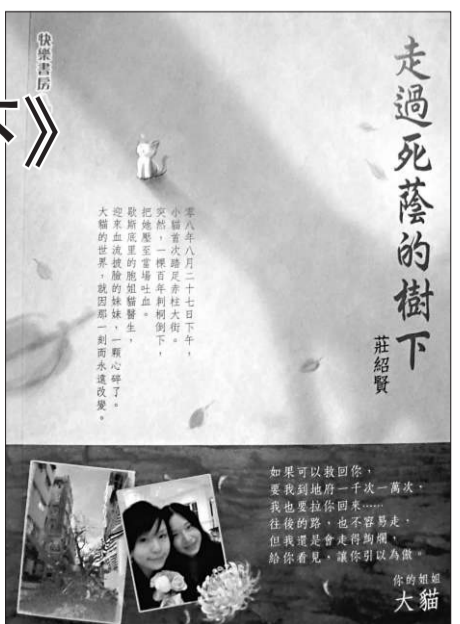 走過死蔭的樹下
莊紹賢
快樂書房
》
零八年八月二十七日下午，
小貓首次踏足赤柱大街。
突然，一棵百年刺桐倒下，
把她壓至當場吐血。
歇斯底里的胞姐貓醫生，
迎來血流披臉的妹妹，一顆心碎了。
大貓的世界，就因那一刻而永遠改變。
如果可以救回你，
要我到地府一千次一萬次，
我也要拉你回來……
往後的路，也不容易走，
但我還是會走得絢爛，
給你看見，讓你引以為傲。
你的姐姐
大貓